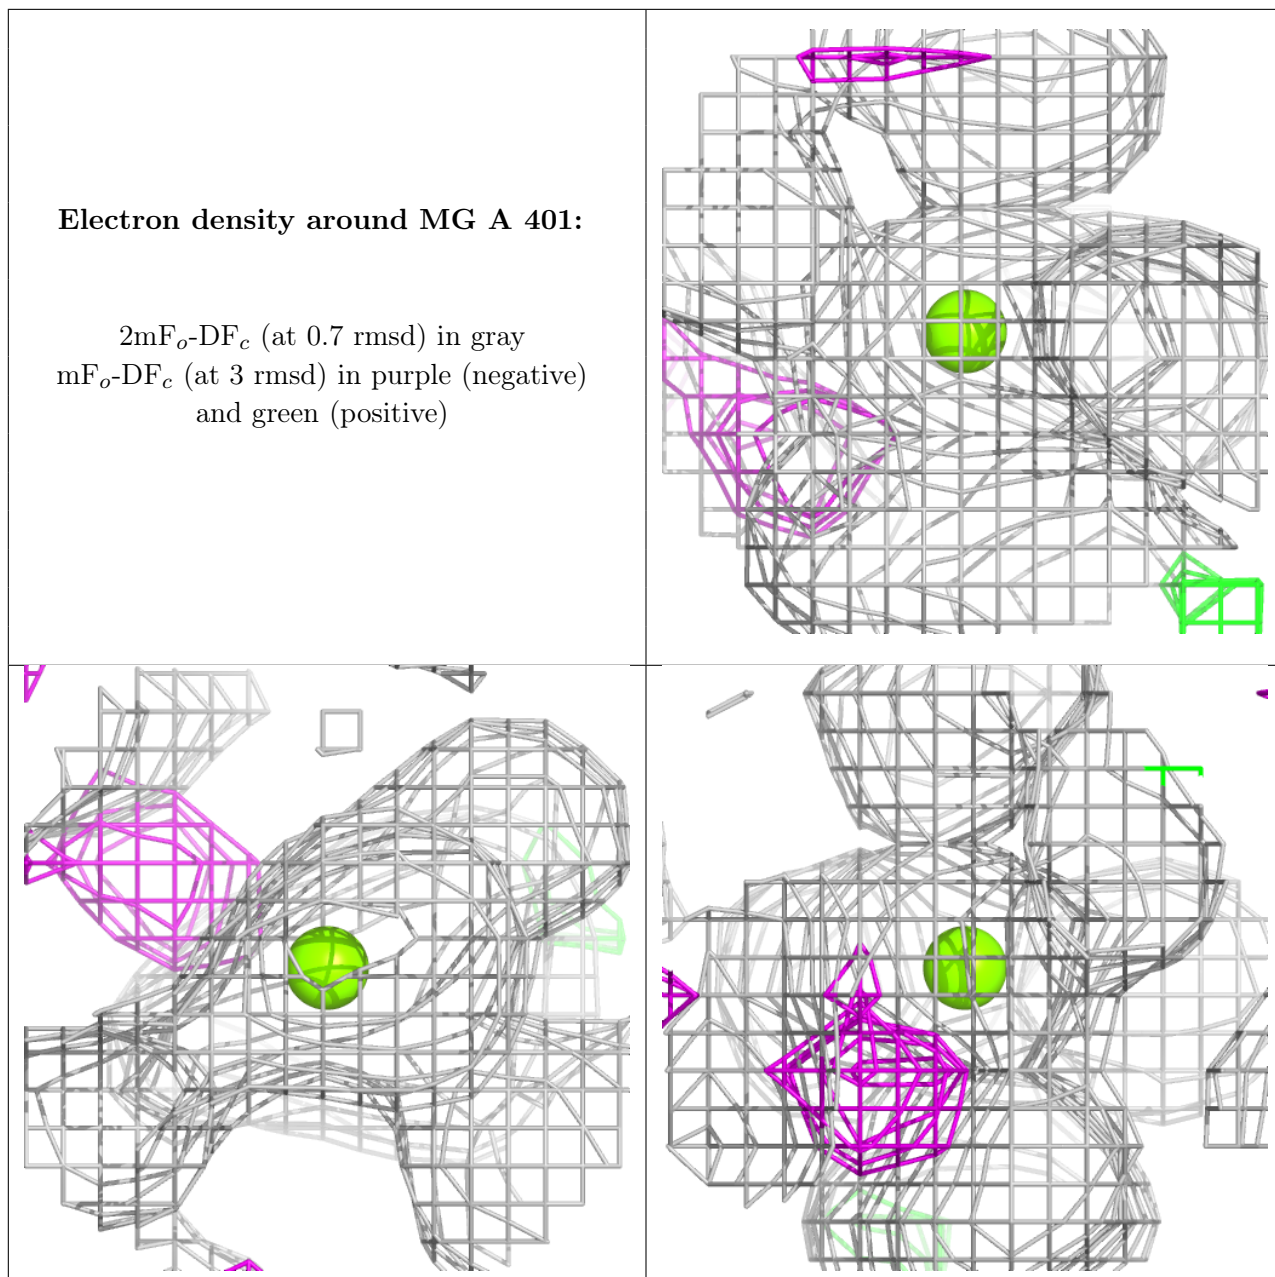 Electron density around MG A 401:
2mFo-DFc (at 0.7 rmsd) in gray
mFo-DFc (at 3 rmsd) in purple (negative)
and green (positive)